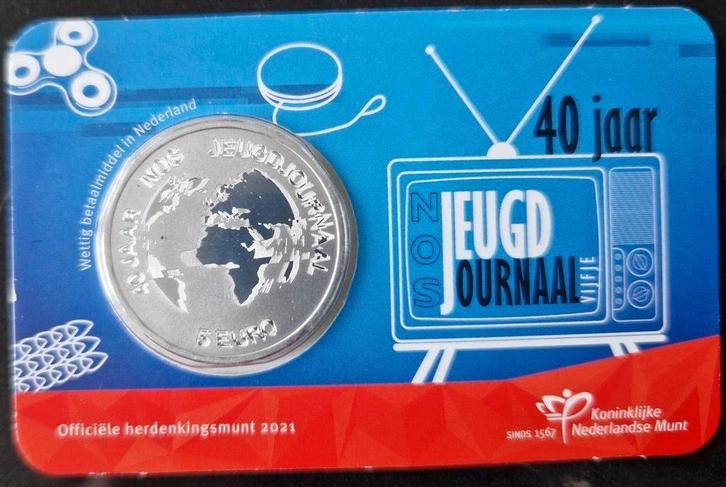 Wettig betaalmiddel in Nederland
40 JAAR NOS JEUGDJOURNAAL
5 EURO
40 jaar
NOS
JEUGD
JOURNAAL
VIJFJE
Officiële herdenkingsmunt 2021
SINDS 1567
Koninklijke
Nederlandse Munt